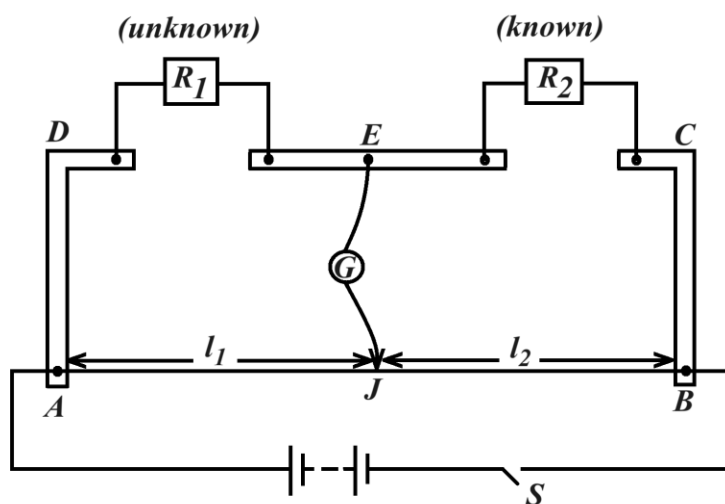 (unknown) (known)
R1 R2
D E C
G
l1 l2
A J B
S